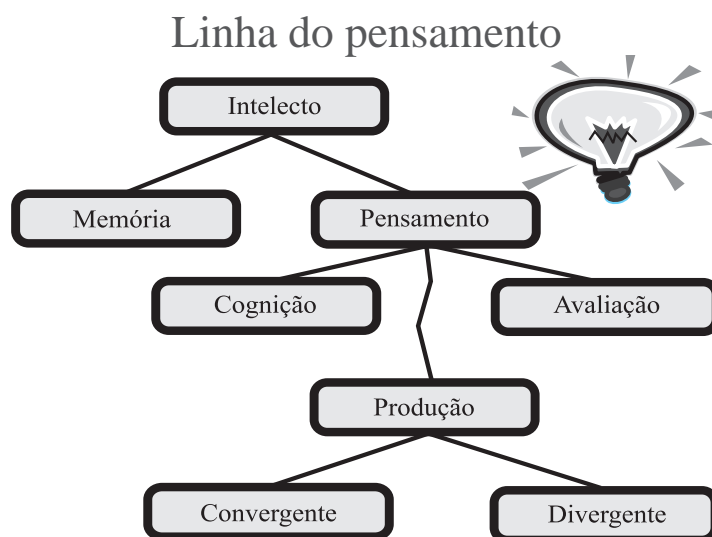 Linha do pensamento
Intelecto
Memória
Pensamento
Cognição
Avaliação
Produção
Convergente
Divergente